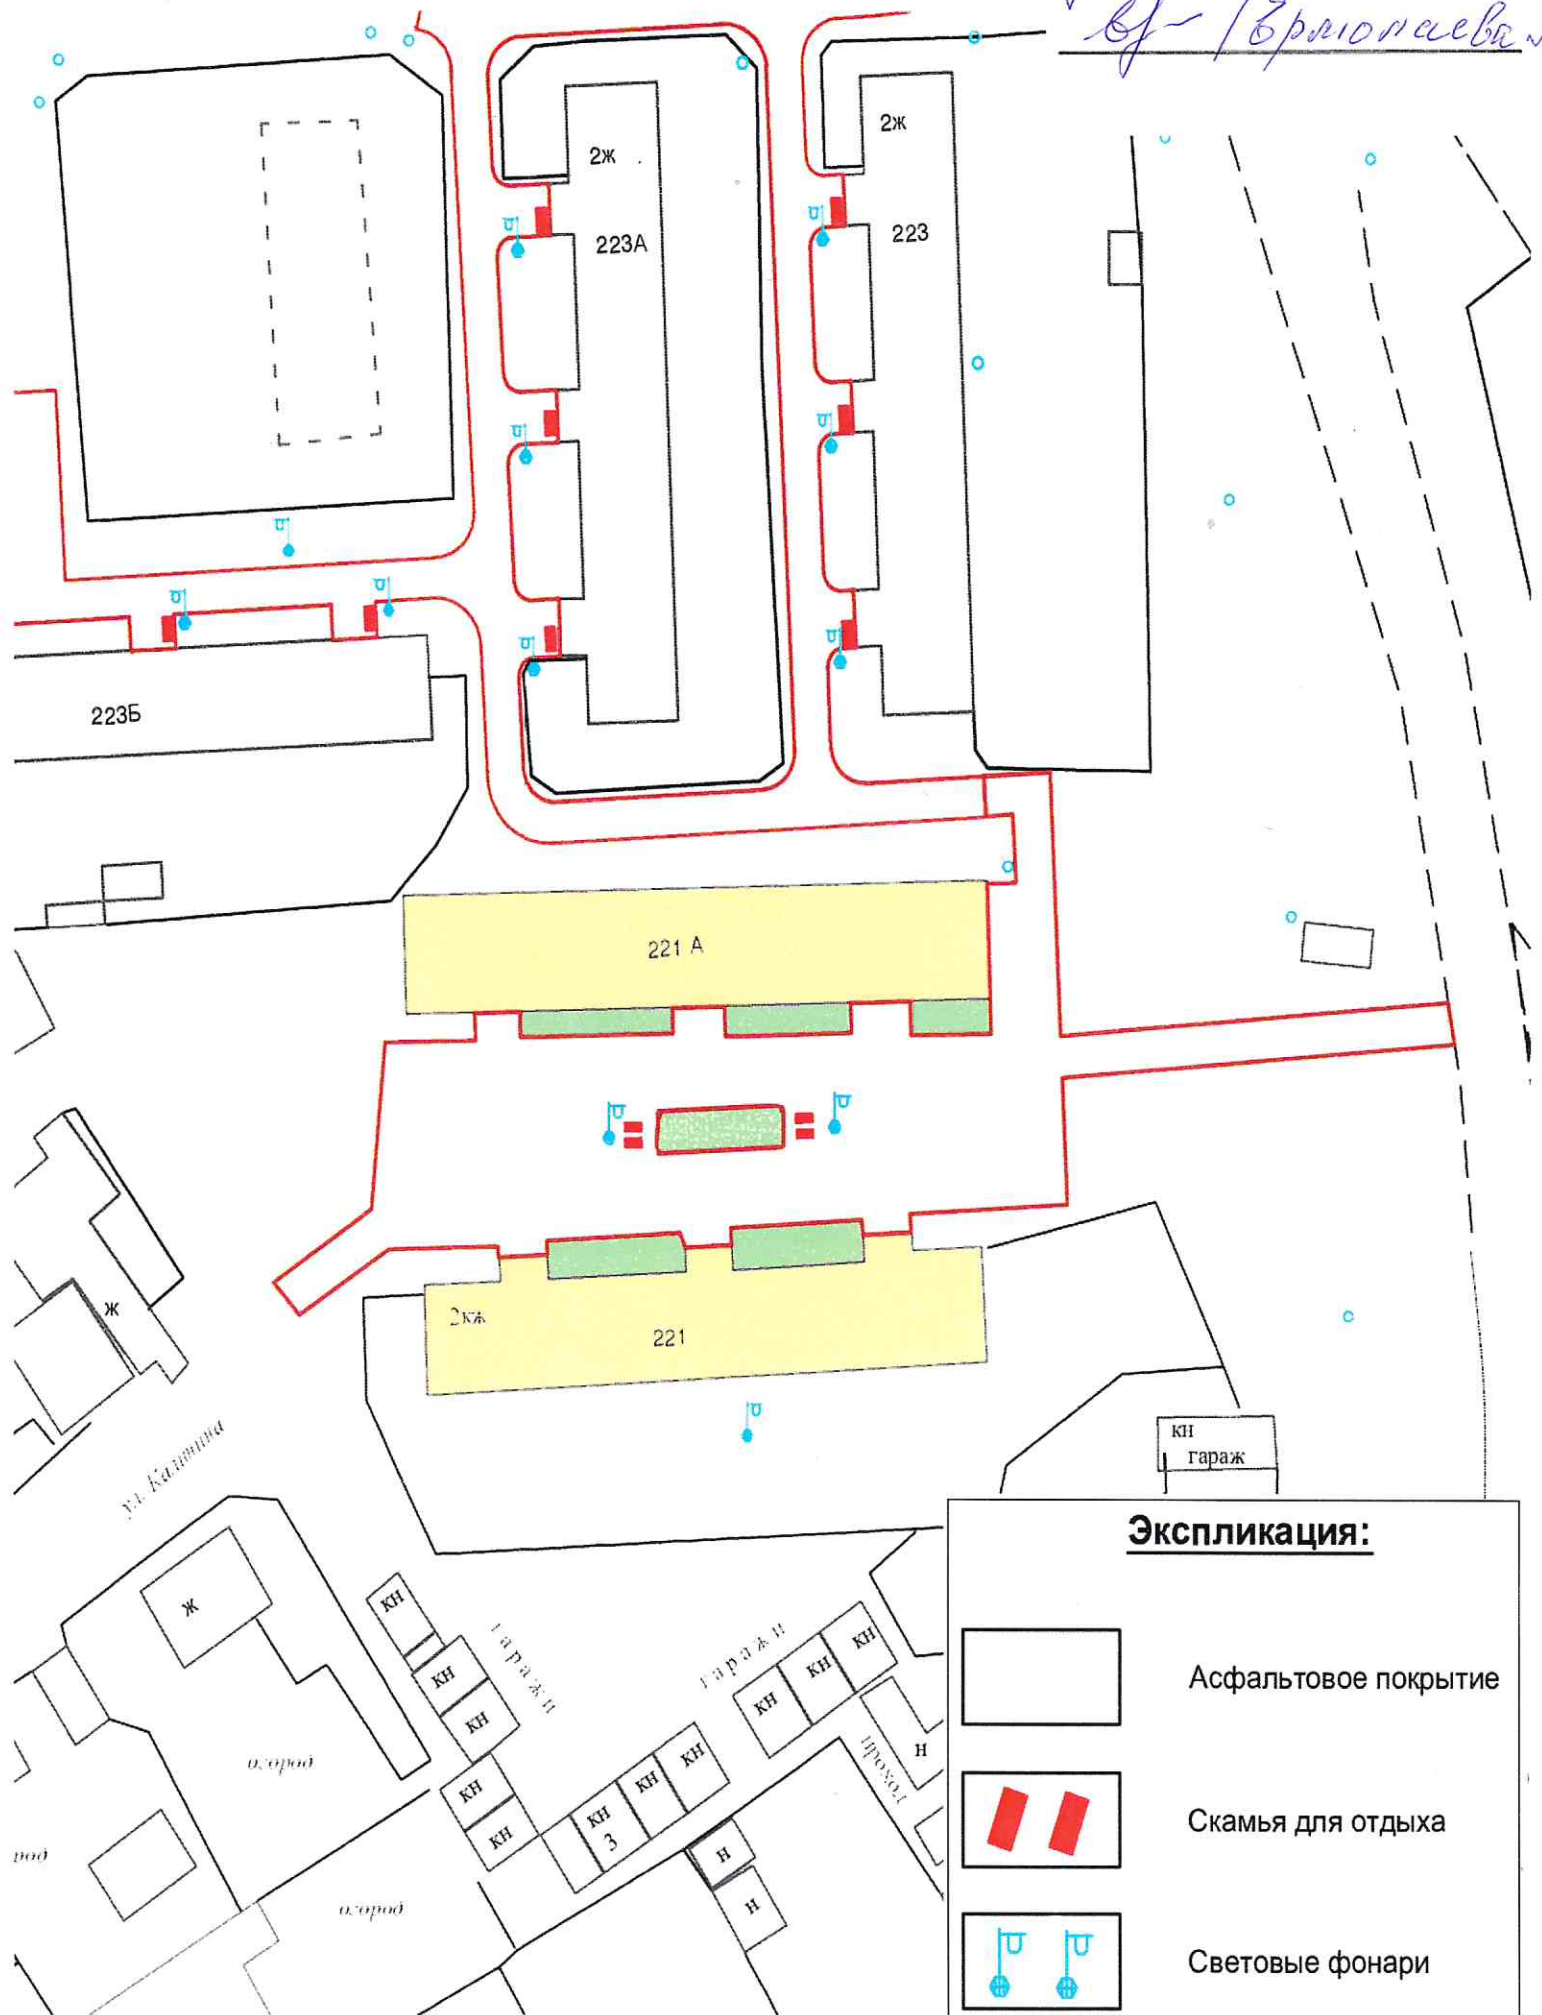 2ж
2ж
223А
223
223Б
221 А
2кж
221
ж
ул. Калинина
кн
гараж
Экспликация:
Асфальтовое покрытие
Скамья для отдыха
Световые фонари
ж
кн
кн
кн
гаражи
гаражи
кн
кн
кн
проход
н
огород
кн
кн
кн
кн
кн
3
н
н
род
огород